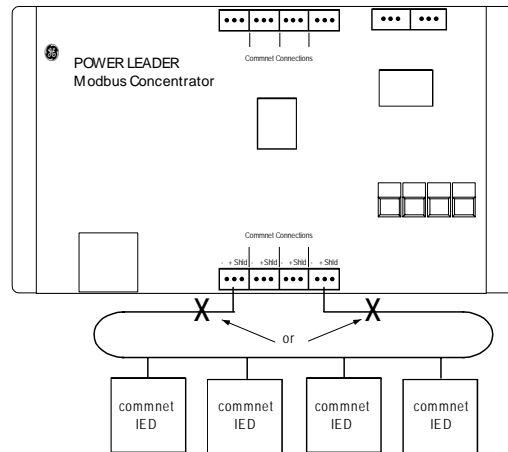 POWER LEADER
Modbus Concentrator
Commnet Connections
Commnet Connections
- + Shld - + Shld - + Shld - + Shld
X X
or
commnet IED
commnet IED
commnet IED
commnet IED